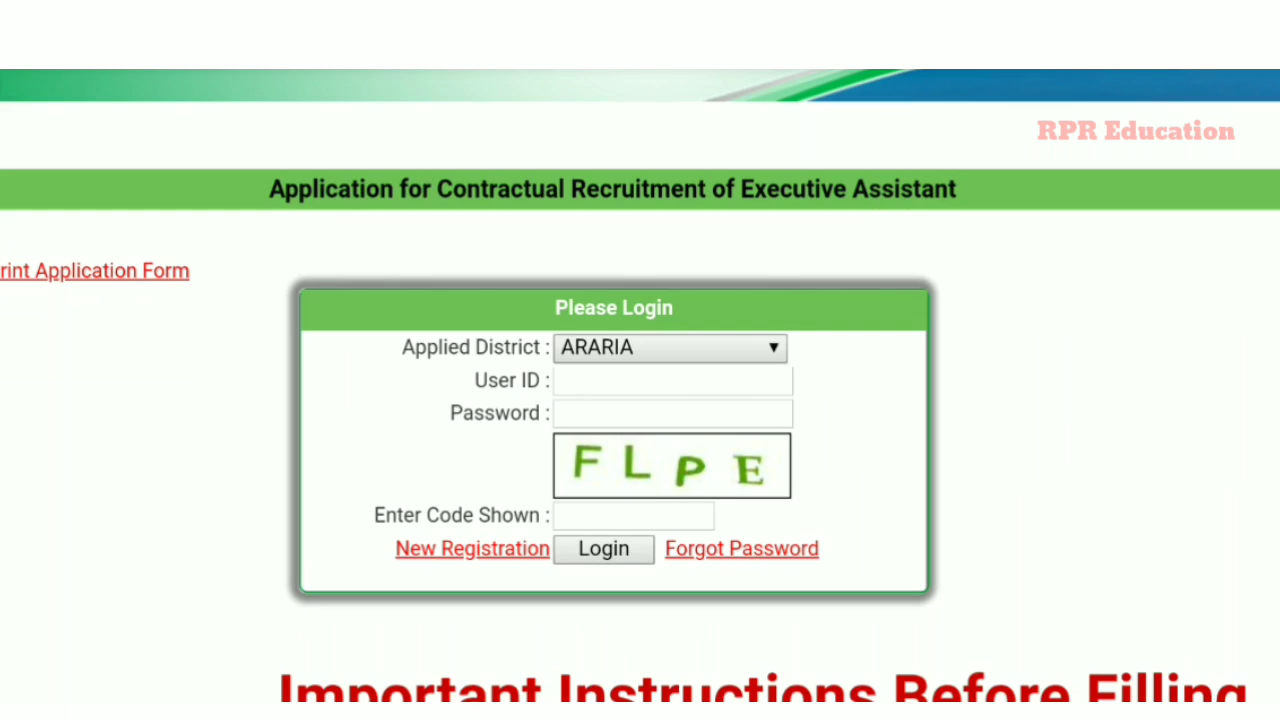 RPR Education
Application for Contractual Recruitment of Executive Assistant
rint Application Form
Please Login
Applied District : ARARIA
User ID :
Password :
F L P E
Enter Code Shown :
New Registration Login Forgot Password
Important Instructions Before Filling